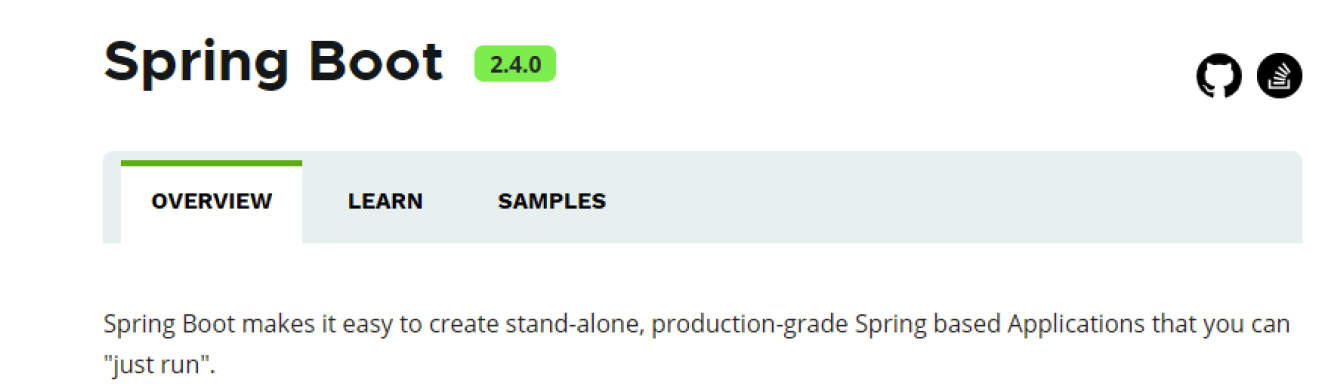 Spring Boot 2.4.0
OVERVIEW LEARN SAMPLES
Spring Boot makes it easy to create stand-alone, production-grade Spring based Applications that you can
"just run".